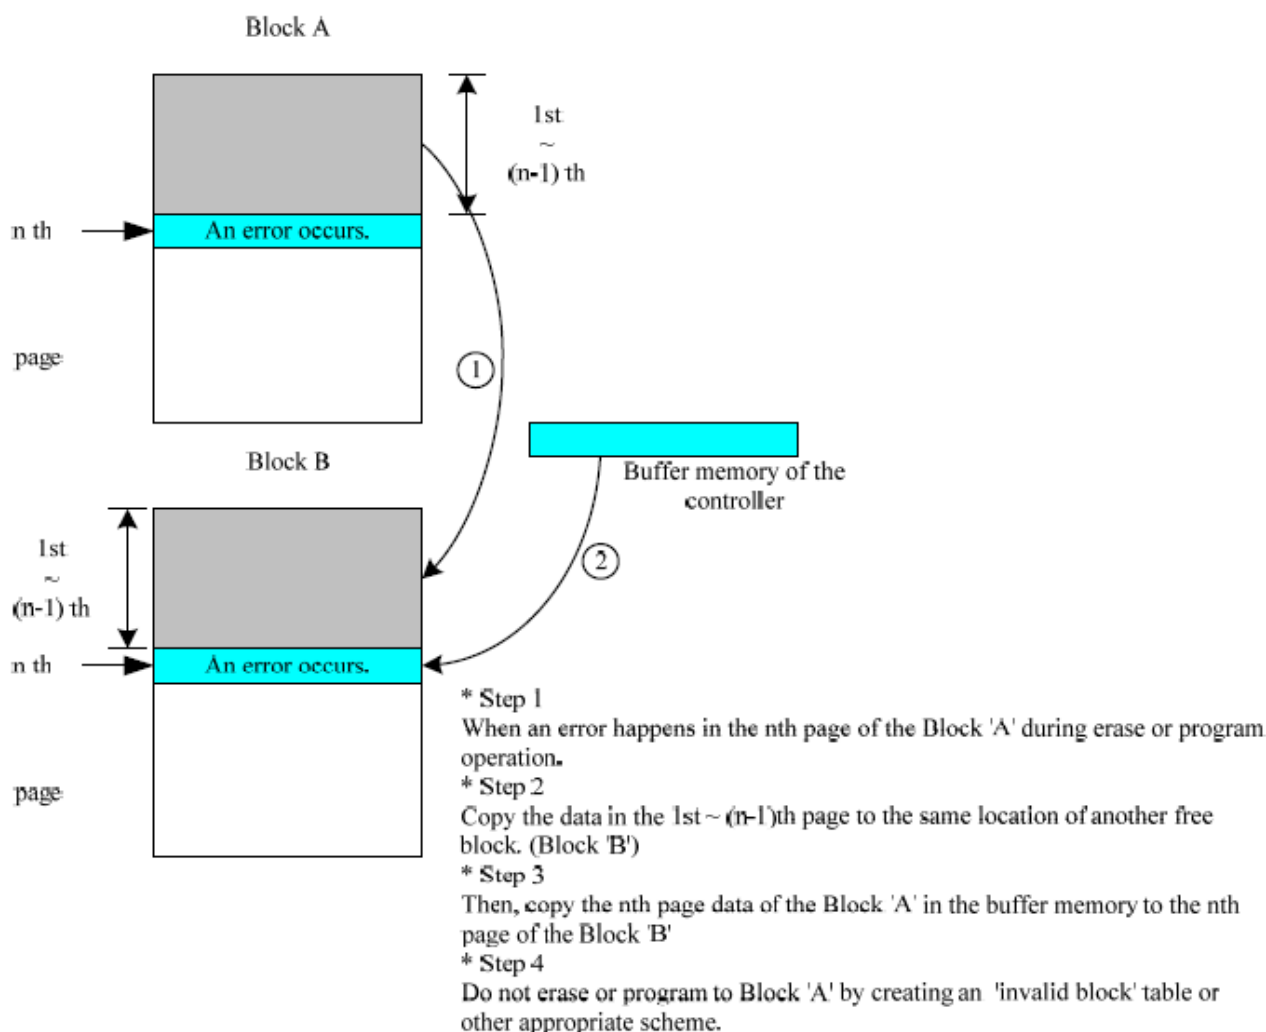 Block A
1st
~
(n-1) th
n th
An error occurs.
page
1
Buffer memory of the
controller
Block B
1st
~
(n-1) th
2
n th
An error occurs.
page
* Step 1
When an error happens in the nth page of the Block 'A' during erase or program
operation.
* Step 2
Copy the data in the 1st ~ (n-1)th page to the same location of another free
block. (Block 'B')
* Step 3
Then, copy the nth page data of the Block 'A' in the buffer memory to the nth
page of the Block 'B'
* Step 4
Do not erase or program to Block 'A' by creating an 'invalid block' table or
other appropriate scheme.